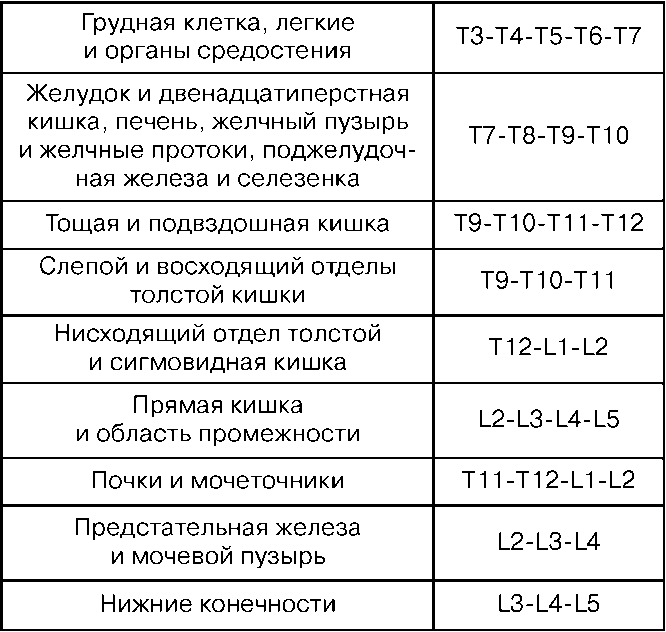 Грудная клетка, легкие
и органы средостения
T3-T4-T5-T6-T7
Желудок и двенадцатиперстная
кишка, печень, желчный пузырь
и желчные протоки, поджелудоч-
ная железа и селезенка
T7-T8-T9-T10
Тощая и подвздошная кишка
T9-T10-T11-T12
Слепой и восходящий отделы
толстой кишки
T9-T10-T11
Нисходящий отдел толстой
и сигмовидная кишка
T12-L1-L2
Прямая кишка
и область промежности
L2-L3-L4-L5
Почки и мочеточники
T11-T12-L1-L2
Предстательная железа
и мочевой пузырь
L2-L3-L4
Нижние конечности
L3-L4-L5